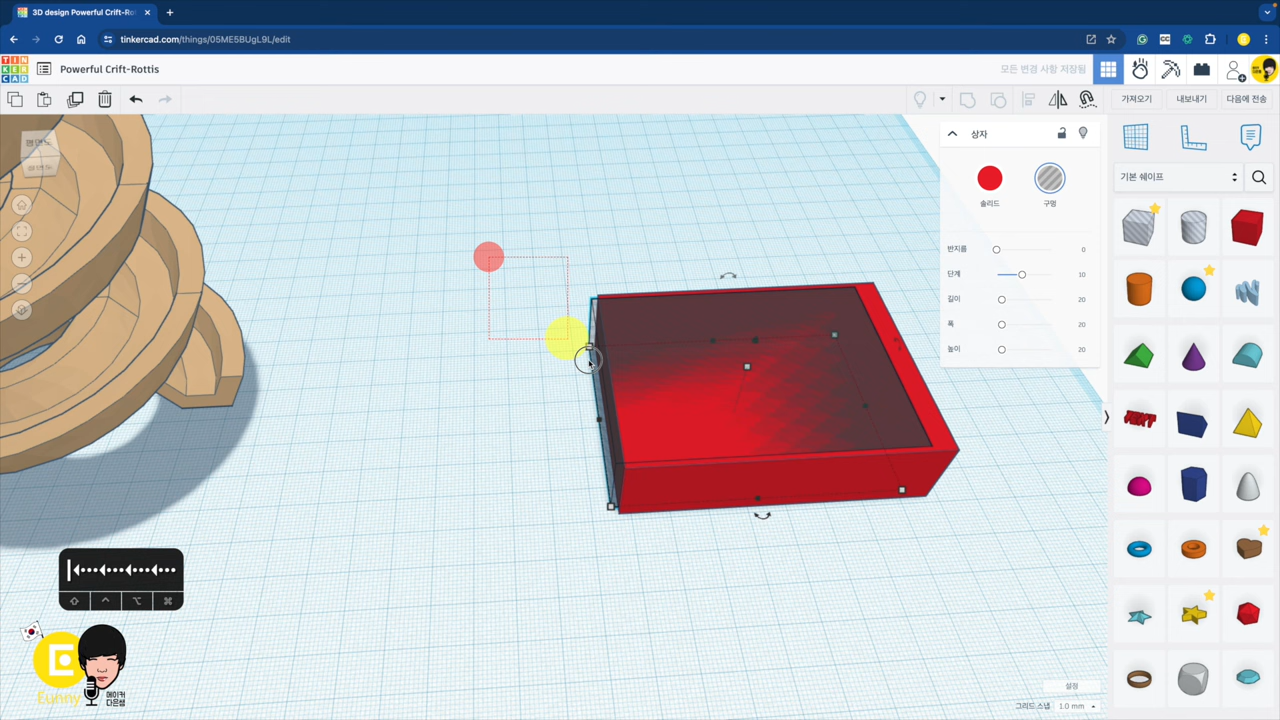 3D design Powerful Crift-Ro
tinkercad.com/things/05ME5BUgL9L/edit
TIN
KER
CAD
Powerful Crift-Rottis
모든 변경 사항 저장됨
가져오기
내보내기
다음에 전송
평면도
상자
솔리드
구멍
기본 쉐이프
반지름 0
단계 10
길이 20
폭 20
높이 20
Eunny
메이커
다은쌤
설정
그리드 스냅 1.0 mm